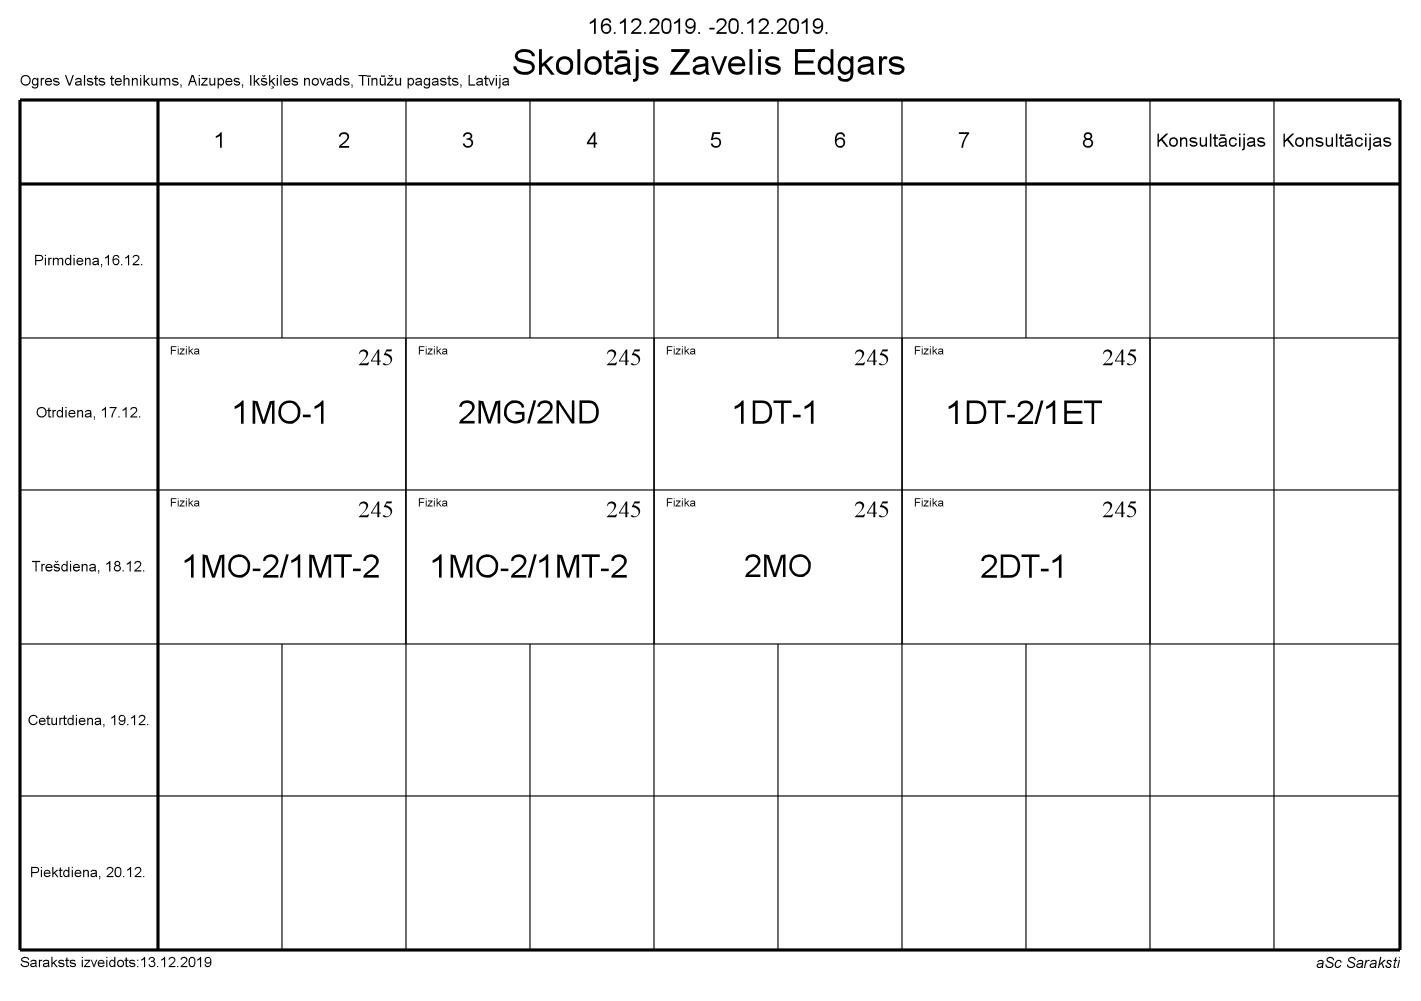 16.12.2019. -20.12.2019.
Skolotājs Zavelis Edgars
Ogres Valsts tehnikums, Aizupes, Ikšķiles novads, Tīnūžu pagasts, Latvija
1 2 3 4 5 6 7 8 Konsultācijas Konsultācijas
Pirmdiena,16.12.
Fizika 245 Fizika 245 Fizika 245 Fizika 245
Otrdiena, 17.12. 1MO-1 2MG/2ND 1DT-1 1DT-2/1ET
Fizika 245 Fizika 245 Fizika 245 Fizika 245
Trešdiena, 18.12. 1MO-2/1MT-2 1MO-2/1MT-2 2MO 2DT-1
Ceturtdiena, 19.12.
Piektdiena, 20.12.
Saraksts izveidots:13.12.2019 aSc Saraksti